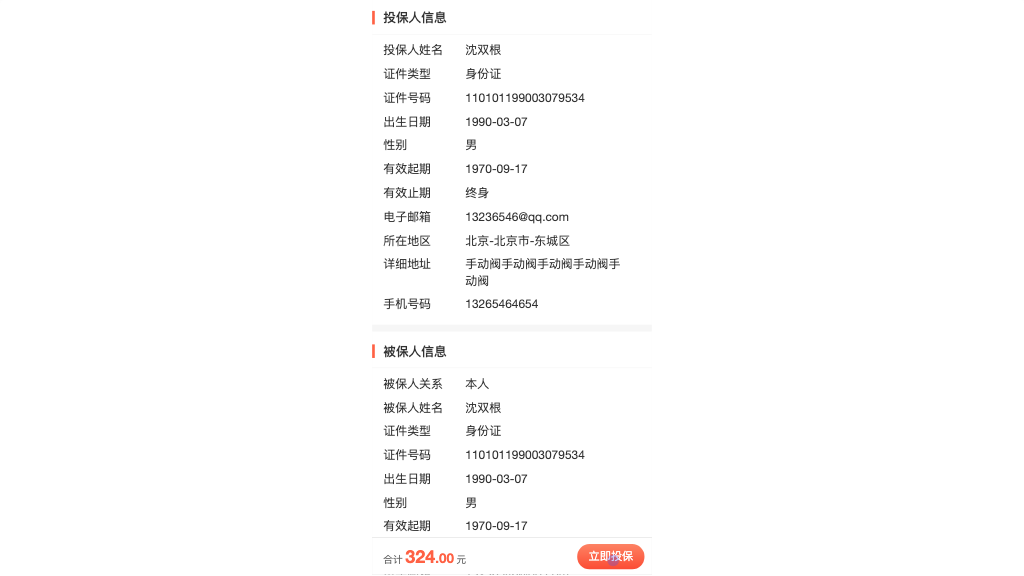 投保人信息
投保人姓名 沈双根
证件类型 身份证
证件号码 110101199003079534
出生日期 1990-03-07
性别 男
有效起期 1970-09-17
有效止期 终身
电子邮箱 13236546@qq.com
所在地区 北京-北京市-东城区
详细地址 手动阀手动阀手动阀手动阀手
动阀
手机号码 13265464654
被保人信息
被保人关系 本人
被保人姓名 沈双根
证件类型 身份证
证件号码 110101199003079534
出生日期 1990-03-07
性别 男
有效起期 1970-09-17
合计 324.00 元 立即投保